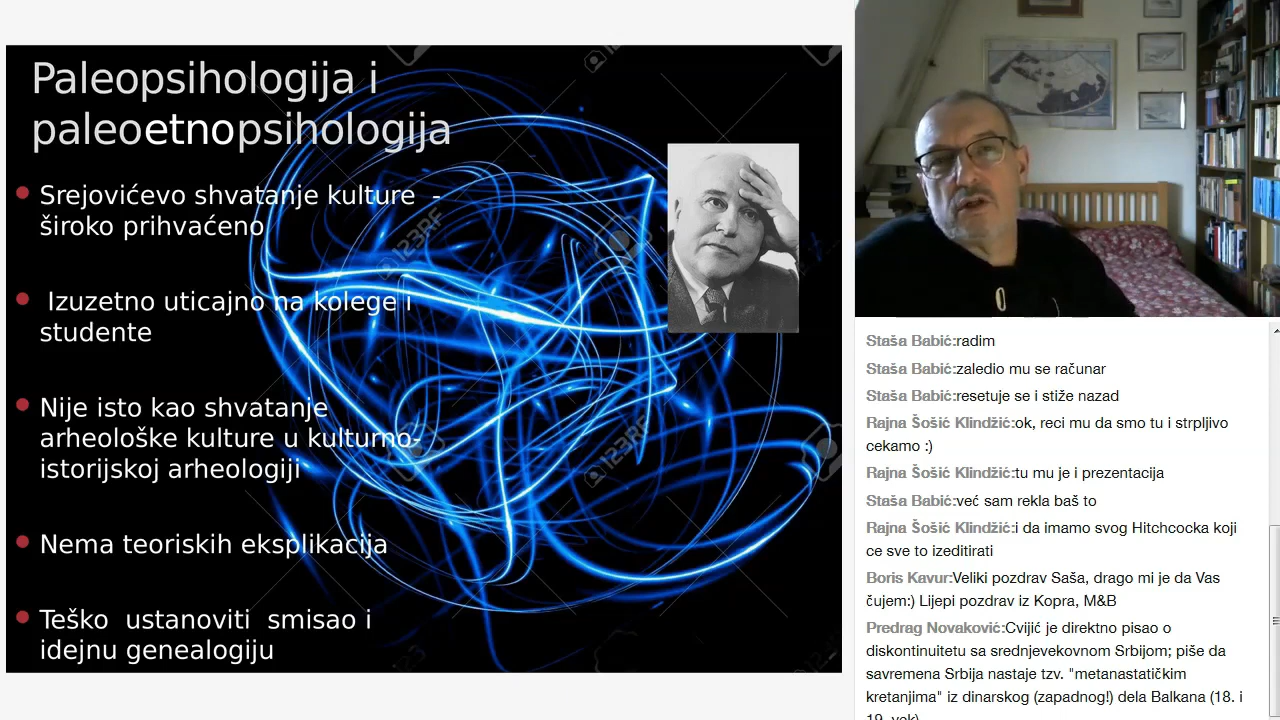 Paleopsihologija i
paleoetnopsihologija
Srejovićevo shvatanje kulture -
široko prihvaćeno
Izuzetno uticajno na kolege i
studente
Nije isto kao shvatanje
arheološke kulture u kulturno-
istorijskoj arheologiji
Nema teoriskih eksplikacija
Teško ustanoviti smisao i
idejnu genealogiju
123RF
123RF
123
Staša Babić:radim
Staša Babić:zaledio mu se računar
Staša Babić:resetuje se i stiže nazad
Rajna Šošić Klindžić:ok, reci mu da smo tu i strpljivo
cekamo :)
Rajna Šošić Klindžić:tu mu je i prezentacija
Staša Babić:već sam rekla baš to
Rajna Šošić Klindžić:i da imamo svog Hitchcocka koji
ce sve to izeditirati
Boris Kavur:Veliki pozdrav Saša, drago mi je da Vas
čujem:) Lijepi pozdrav iz Kopra, M&B
Predrag Novaković:Cvijić je direktno pisao o
diskontinuitetu sa srednjevekovnom Srbijom; piše da
savremena Srbija nastaje tzv. "metanastatičkim
kretanjima" iz dinarskog (zapadnog!) dela Balkana (18. i
19. vek)